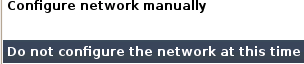 Configure network manually
Do not configure the network at this time